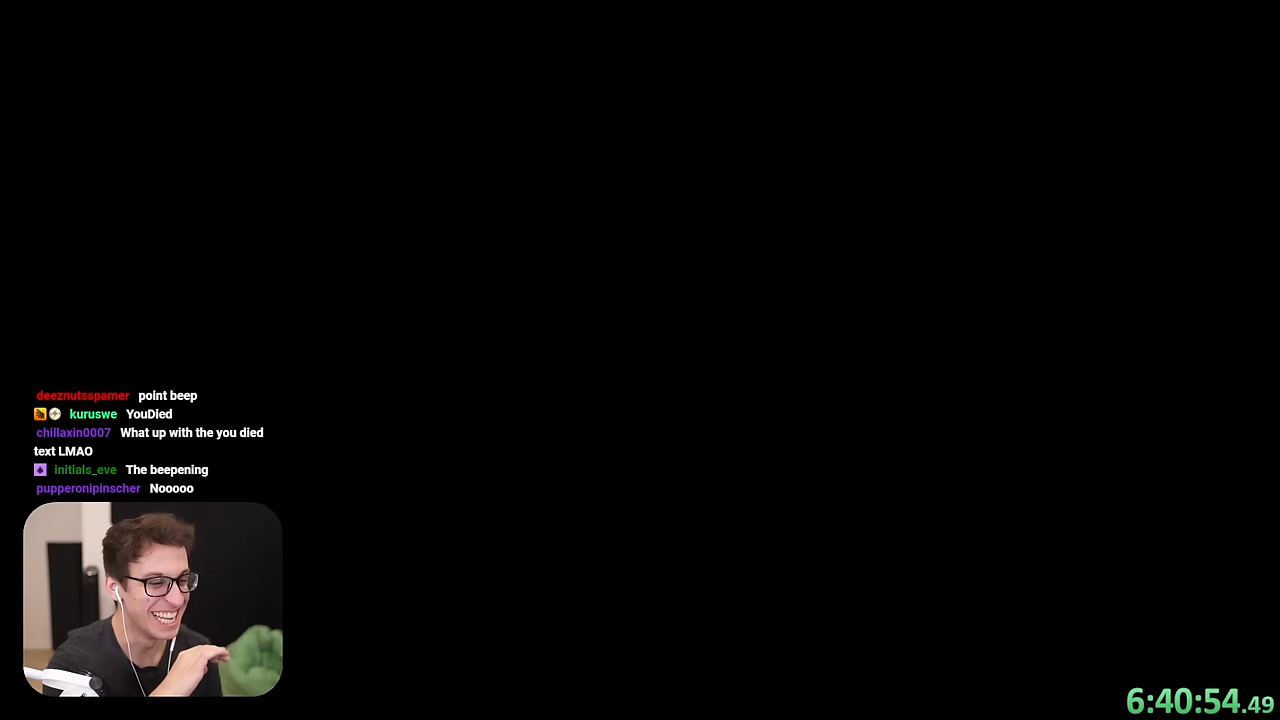 deeznutsspamer point beep
kuruswe YouDied
chillaxin0007 What up with the you died
text LMAO
initials_eve The beepening
pupperonipinscher Nooooo
6:40:54.49